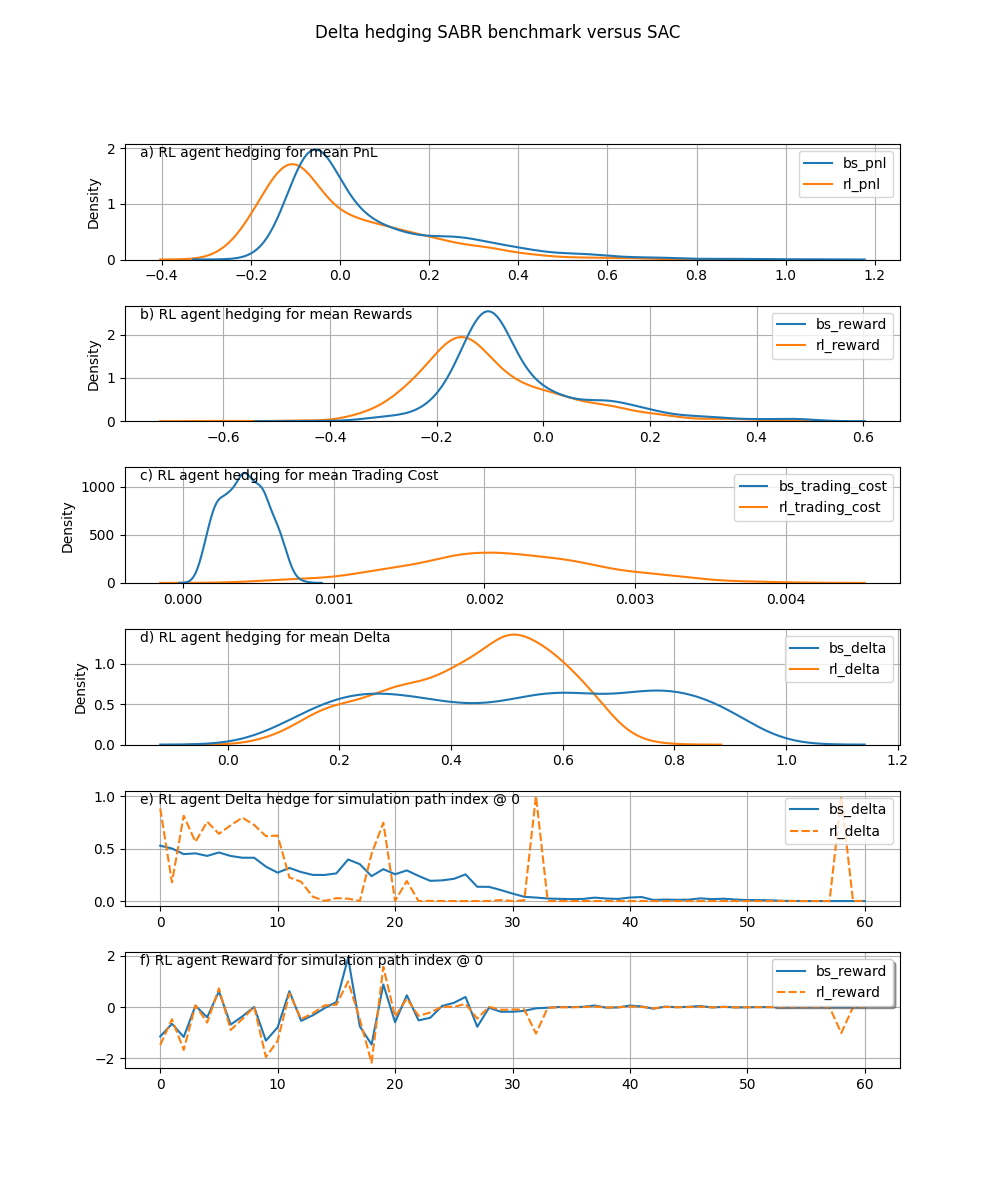 Delta hedging SABR benchmark versus SAC
a) RL agent hedging for mean PnL
bs_pnl
rl_pnl
Density
2
1
0
−0.4 −0.2 0.0 0.2 0.4 0.6 0.8 1.0 1.2
b) RL agent hedging for mean Rewards
bs_reward
rl_reward
Density
2
1
0
−0.6 −0.4 −0.2 0.0 0.2 0.4 0.6
c) RL agent hedging for mean Trading Cost
bs_trading_cost
rl_trading_cost
Density
1000
500
0
0.000 0.001 0.002 0.003 0.004
d) RL agent hedging for mean Delta
bs_delta
rl_delta
Density
1.0
0.5
0.0
0.0 0.2 0.4 0.6 0.8 1.0 1.2
e) RL agent Delta hedge for simulation path index @ 0
bs_delta
rl_delta
1.0
0.5
0.0
0 10 20 30 40 50 60
f) RL agent Reward for simulation path index @ 0
bs_reward
rl_reward
2
0
−2
0 10 20 30 40 50 60